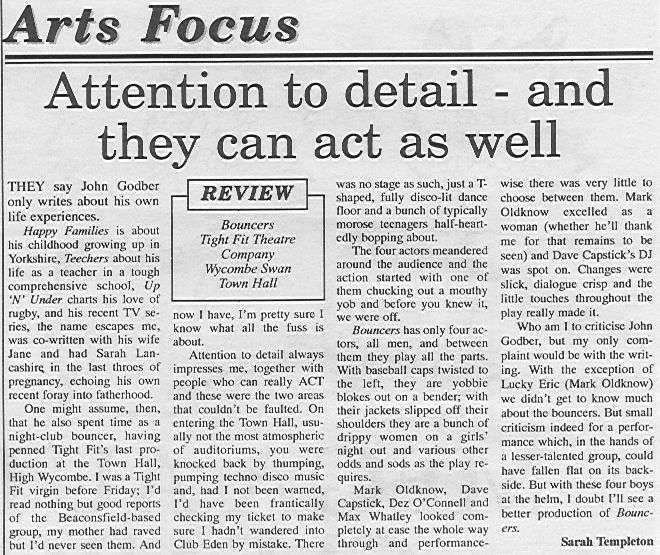 Arts Focus
Attention to detail - and
they can act as well
THEY say John Godber
only writes about his own
life experiences.
Happy Families is about
his childhood growing up in
Yorkshire, Teechers about his
life as a teacher in a tough
comprehensive school, Up
'N' Under charts his love of
rugby, and his recent TV se-
ries, the name escapes me,
was co-written with his wife
Jane and had Sarah Lan-
cashire in the last throes of
pregnancy, echoing his own
recent foray into fatherhood.
One might assume, then,
that he also spent time as a
night-club bouncer, having
penned Tight Fit's last pro-
duction at the Town Hall,
High Wycombe. I was a Tight
Fit virgin before Friday; I'd
read nothing but good reports
of the Beaconsfield-based
group, my mother had raved
but I'd never seen them. And
REVIEW
Bouncers
Tight Fit Theatre
Company
Wycombe Swan
Town Hall
now I have, I'm pretty sure I
know what all the fuss is
about.
Attention to detail always
impresses me, together with
people who can really ACT
and these were the two areas
that couldn't be faulted. On
entering the Town Hall, usu-
ally not the most atmospheric
of auditoriums, you were
knocked back by thumping,
pumping techno disco music
and, had I not been warned,
I'd have been frantically
checking my ticket to make
sure I hadn't wandered into
Club Eden by mistake. There
was no stage as such, just a T-
shaped, fully disco-lit dance
floor and a bunch of typically
morose teenagers half-heart-
edly bopping about.
The four actors meandered
around the audience and the
action started with one of
them chucking out a mouthy
yob and before you knew it,
we were off.
Bouncers has only four ac-
tors, all men, and between
them they play all the parts.
With baseball caps twisted to
the left, they are yobbie
blokes out on a bender; with
their jackets slipped off their
shoulders they are a bunch of
drippy women on a girls'
night out and various other
odds and sods as the play re-
quires.
Mark Oldknow, Dave
Capstick, Dez O'Connell and
Max Whatley looked com-
pletely at ease the whole way
through and performance-
wise there was very little to
choose between them. Mark
Oldknow excelled as a
woman (whether he'll thank
me for that remains to be
seen) and Dave Capstick's DJ
was spot on. Changes were
slick, dialogue crisp and the
little touches throughout the
play really made it.
Who am I to criticise John
Godber, but my only com-
plaint would be with the writ-
ing. With the exception of
Lucky Eric (Mark Oldknow)
we didn't get to know much
about the bouncers. But small
criticism indeed for a perfor-
mance which, in the hands of
a lesser-talented group, could
have fallen flat on its back-
side. But with these four boys
at the helm, I doubt I'll see a
better production of Bounc-
ers.
Sarah Templeton